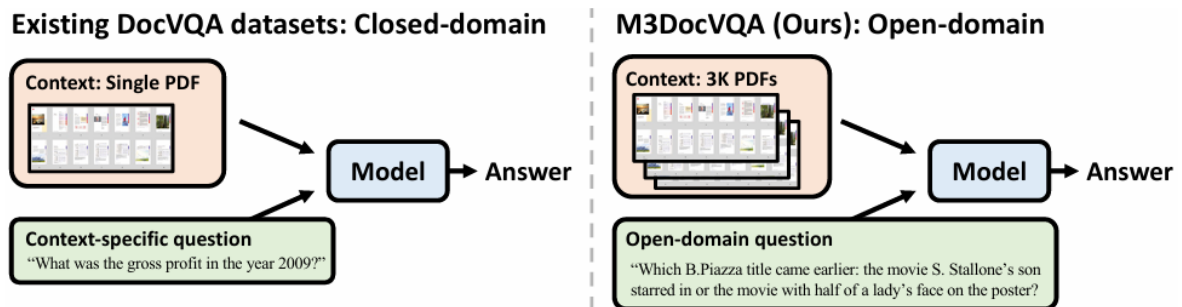 Existing DocVQA datasets: Closed-domain
Context: Single PDF
Model
Answer
Context-specific question
“What was the gross profit in the year 2009?”
M3DocVQA (Ours): Open-domain
Context: 3K PDFs
Model
Answer
Open-domain question
“Which B.Piazza title came earlier: the movie S. Stallone’s son
starred in or the movie with half of a lady’s face on the poster?